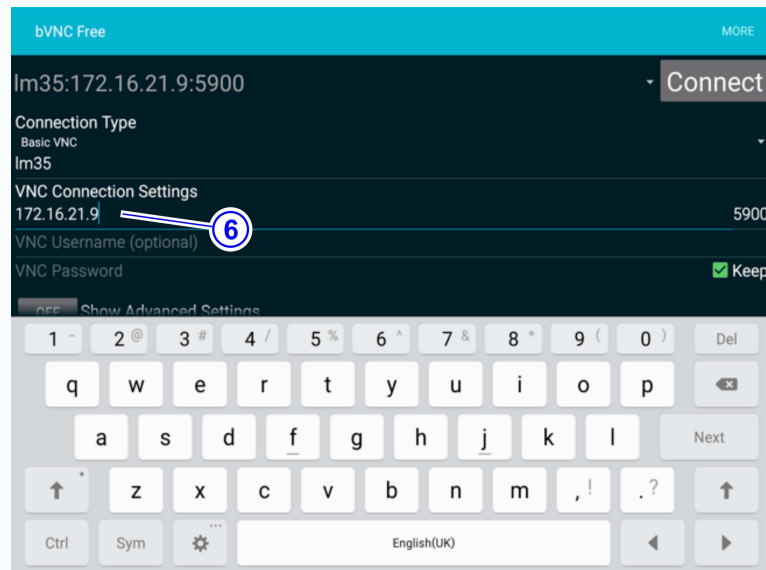 bVNC Free MORE
lm35:172.16.21.9:5900 Connect
Connection Type
Basic VNC
lm35
VNC Connection Settings
172.16.21.9 5900
6
VNC Username (optional)
VNC Password Keep
OFF Show Advanced Settings
1 - 2 @ 3 # 4 / 5 % 6 ^ 7 & 8 * 9 ( 0 ) Del
q w e r t y u i o p
a s d f g h j k l Next
z x c v b n m , ! . ?
Ctrl Sym English(UK)